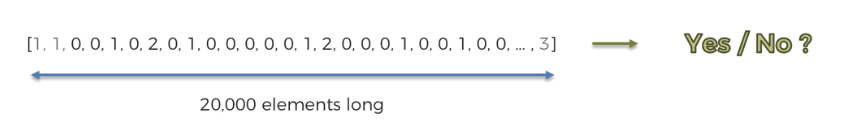 [1, 1, 0, 0, 1, 0, 2, 0, 1, 0, 0, 0, 0, 0, 1, 2, 0, 0, 0, 1, 0, 0, 1, 0, 0, ... , 3] Yes / No ?
20,000 elements long